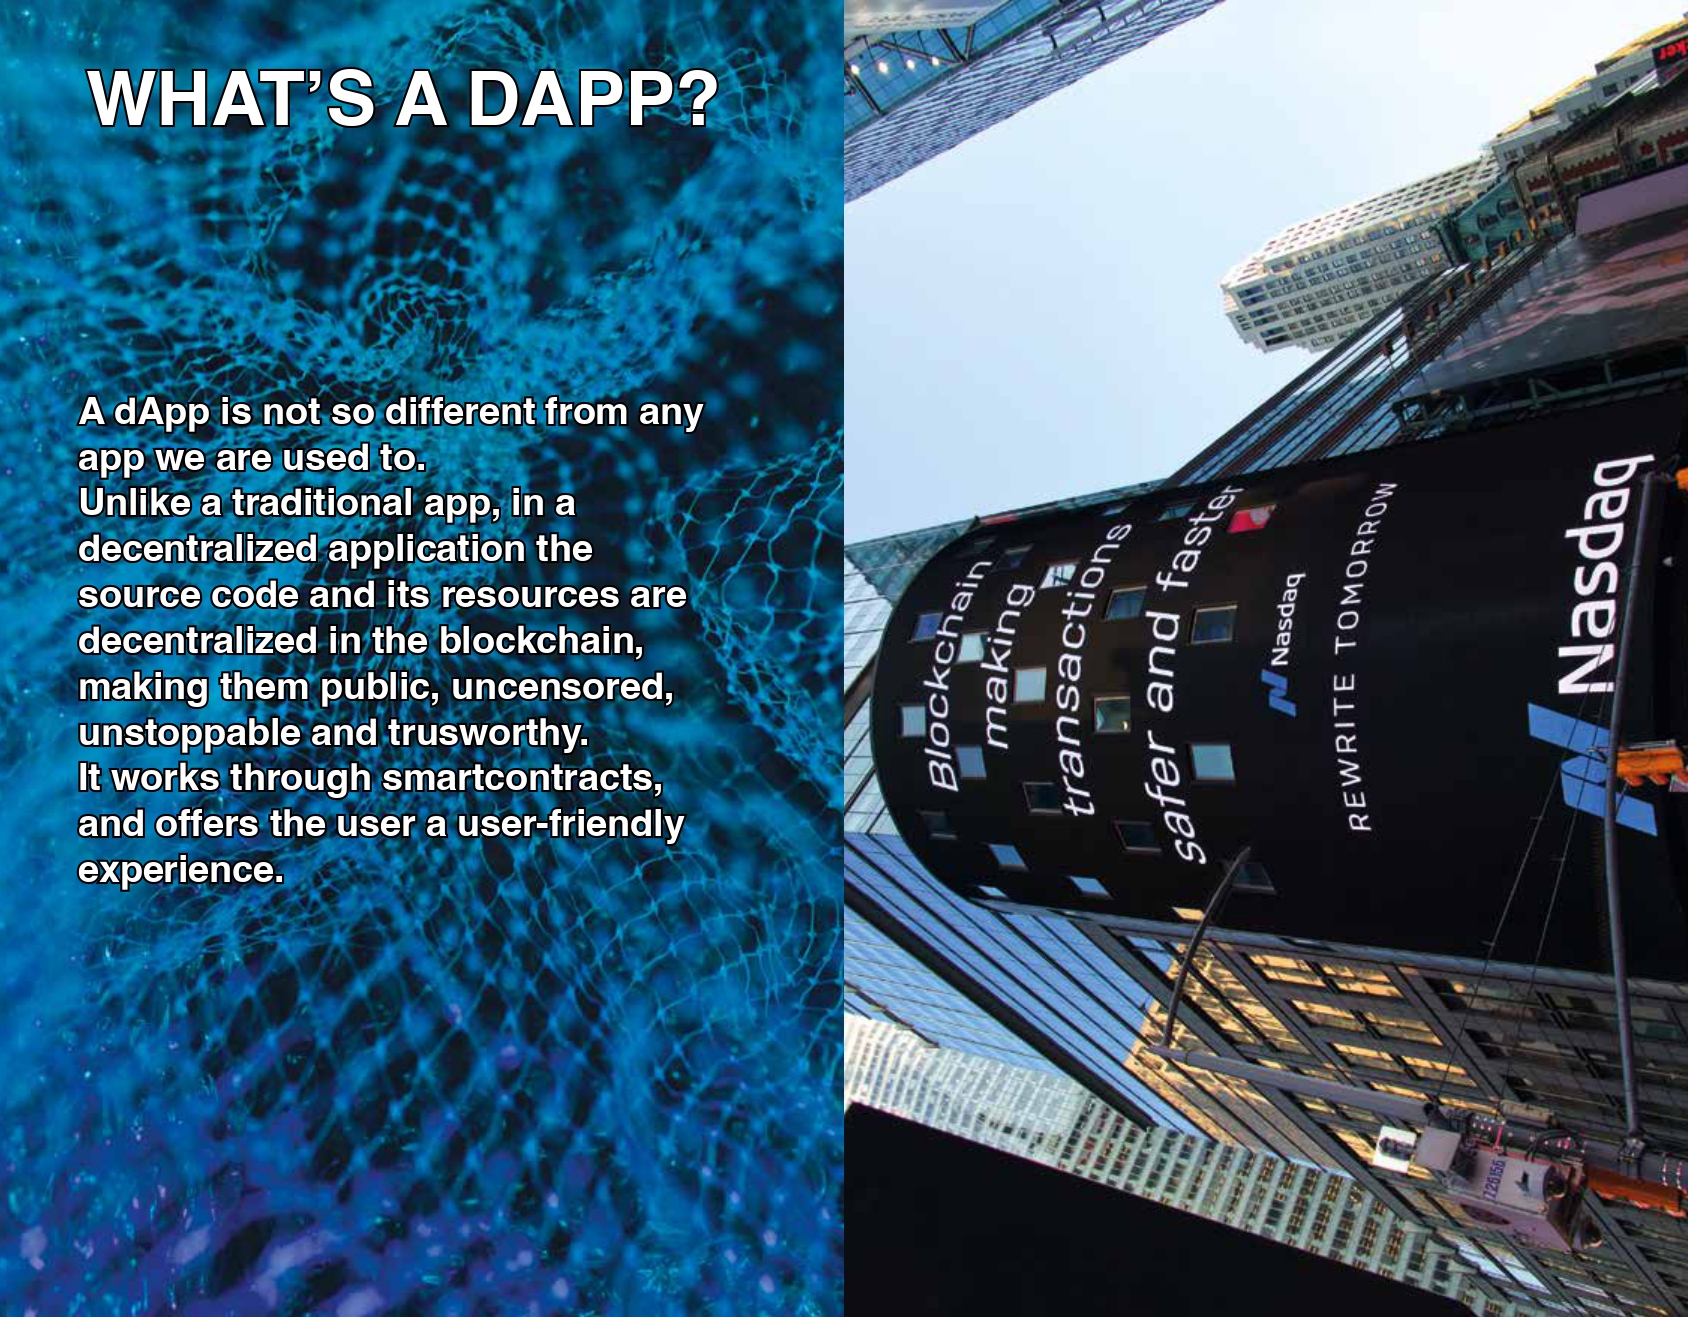 WHAT'S A DAPP?
A dApp is not so different from any
app we are used to.
Unlike a traditional app, in a
decentralized application the
source code and its resources are
decentralized in the blockchain,
making them public, uncensored,
unstoppable and trusworthy.
It works through smartcontracts,
and offers the user a user-friendly
experience.
Blockchain
making
transactions
safer and faster
Nasdaq
REWRITE TOMORROW
Nasdaq